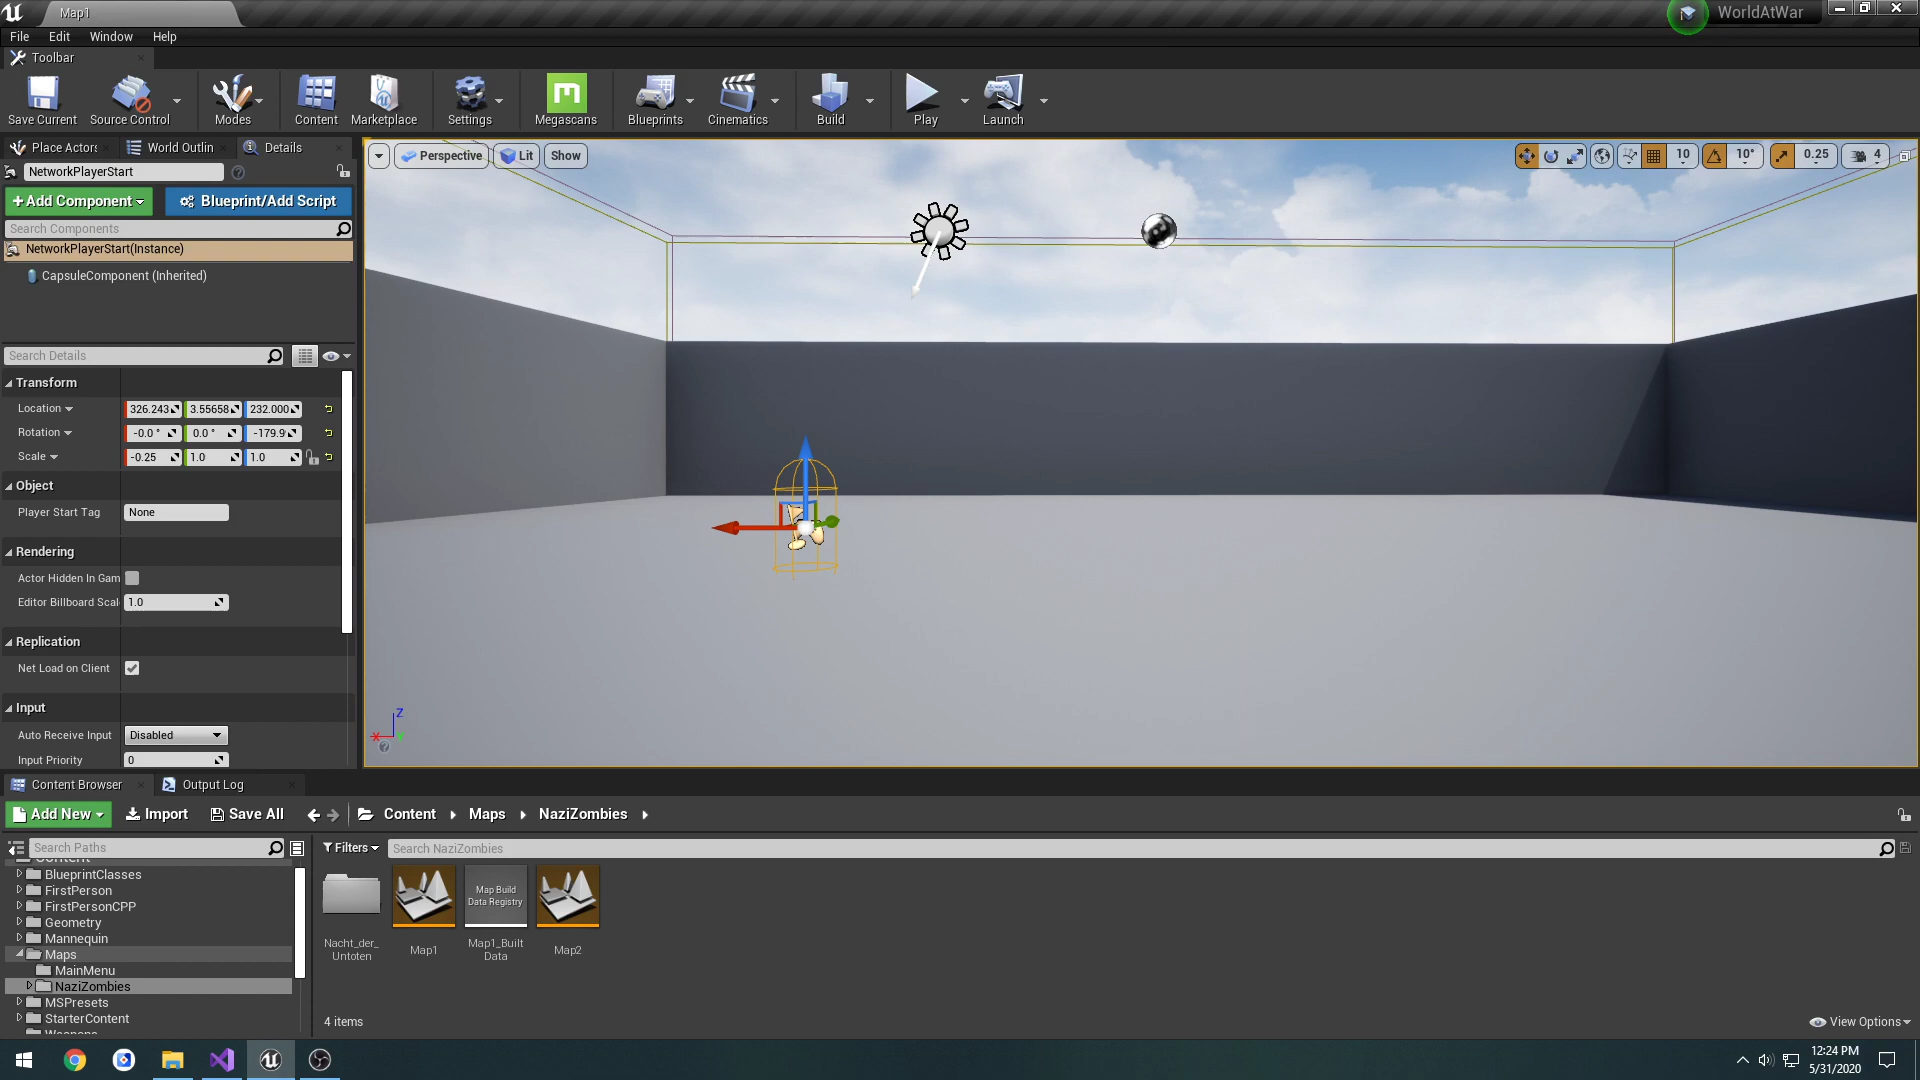 Map1
WorldAtWar
File Edit Window Help
Toolbar
Save Current
Source Control
Modes
Content
Marketplace
Settings
Megascans
Blueprints
Cinematics
Build
Play
Launch
Place Actors
World Outlin
Details
NetworkPlayerStart
+Add Component
Blueprint/Add Script
Search Components
NetworkPlayerStart(Instance)
CapsuleComponent (Inherited)
Search Details
Transform
Location 326.243 3.55658 232.000
Rotation -0.0 ° 0.0 ° -179.9
Scale -0.25 1.0 1.0
Object
Player Start Tag None
Rendering
Actor Hidden In Gam
Editor Billboard Scal 1.0
Replication
Net Load on Client
Input
Auto Receive Input Disabled
Input Priority 0
Perspective
Lit
Show
10
10°
0.25
4
Z
X
Content Browser
Output Log
Add New
Import
Save All
Content
Maps
NaziZombies
Search Paths
Content
BlueprintClasses
FirstPerson
FirstPersonCPP
Geometry
Mannequin
Maps
MainMenu
NaziZombies
MSPresets
StarterContent
Weapons
Filters
Search NaziZombies
Map Build
Data Registry
Nacht_der_
Untoten
Map1
Map1_Built
Data
Map2
4 items
View Options
12:24 PM
5/31/2020